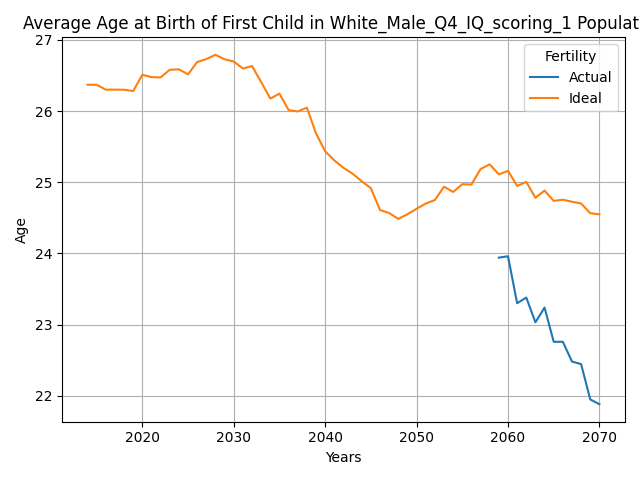 Average Age at Birth of First Child in White_Male_Q4_IQ_scoring_1 Populat
27
26
25
24
23
22
Age
Fertility
Actual
Ideal
2020 2030 2040 2050 2060 2070
Years